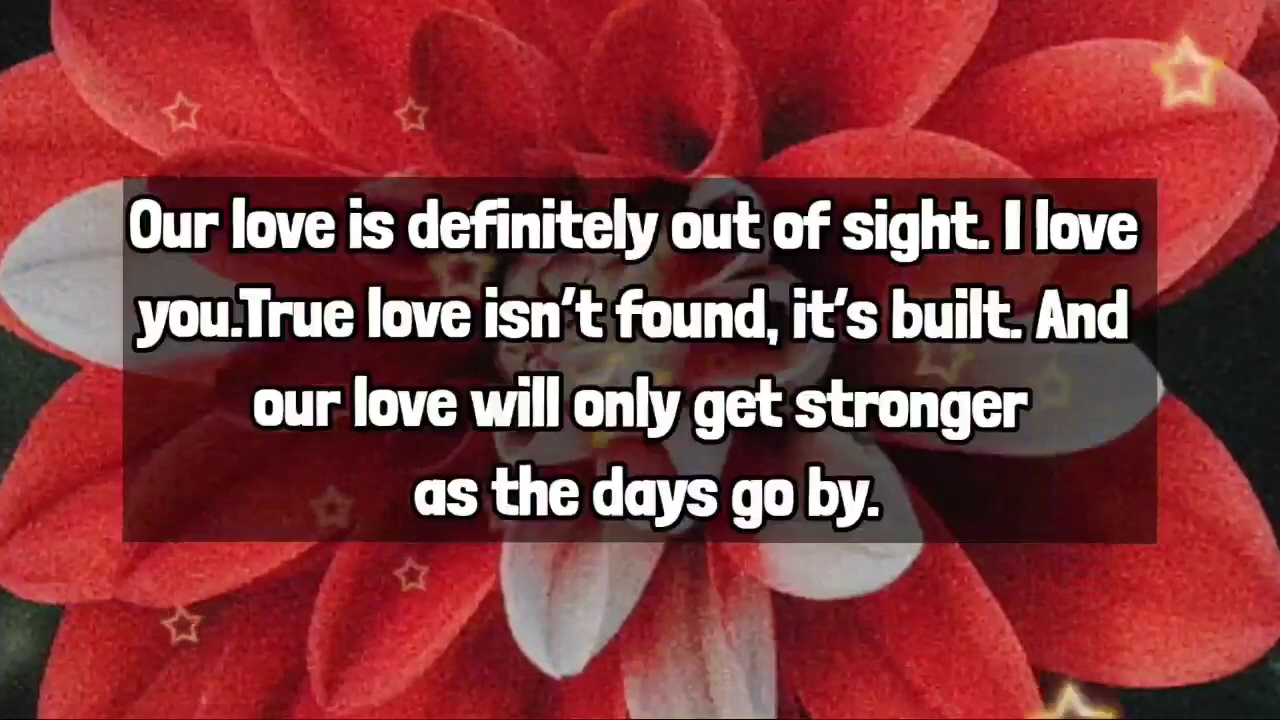 Our love is definitely out of sight. I love
you.True love isn’t found, it’s built. And
our love will only get stronger
as the days go by.